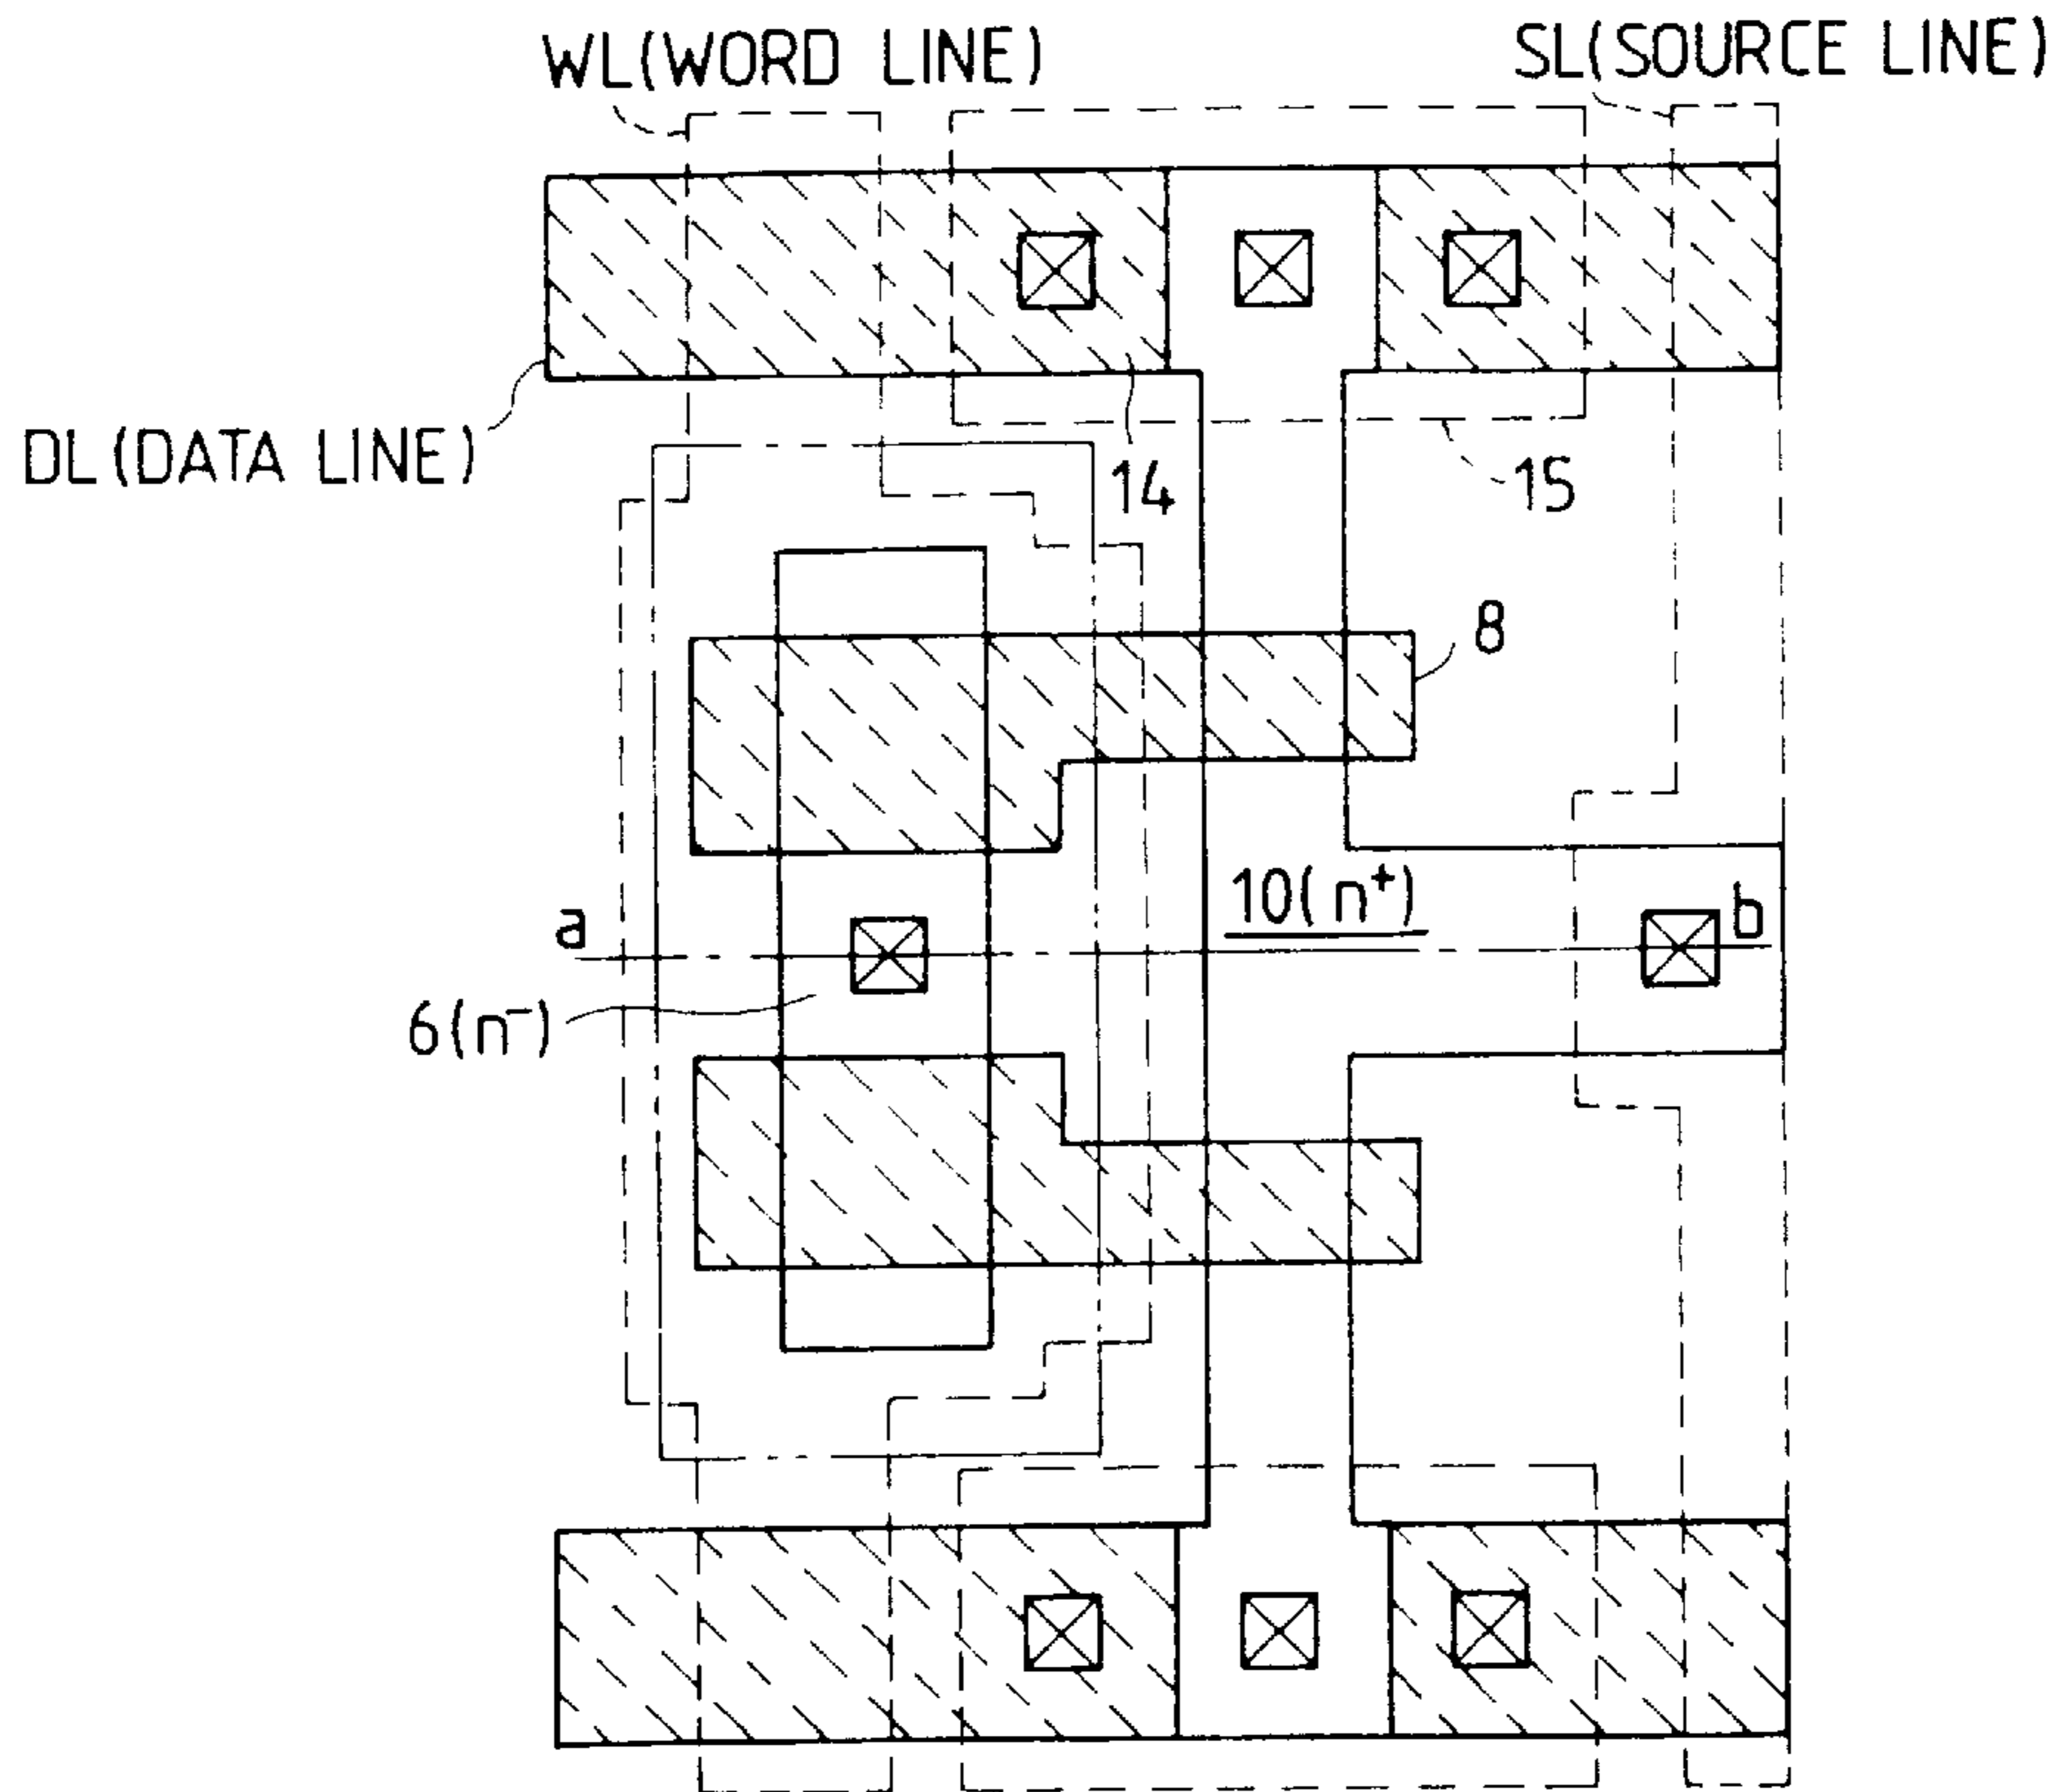 WL(WORD LINE)
SL(SOURCE LINE)
DL(DATA LINE)
14
15
8
10(n⁺)
a
b
6(n⁻)